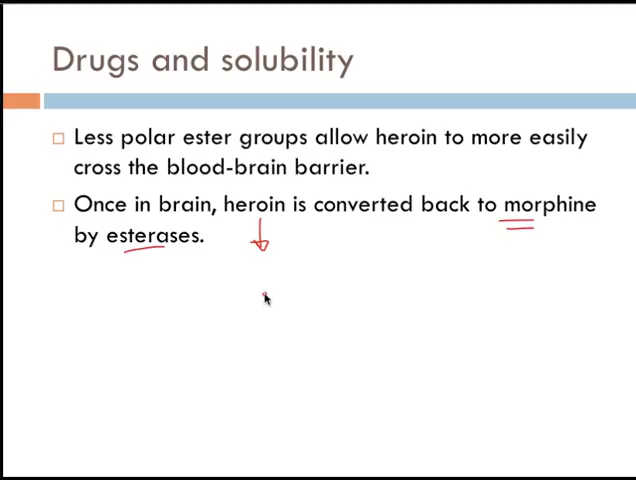 Drugs and solubility
Less polar ester groups allow heroin to more easily
cross the blood-brain barrier.
Once in brain, heroin is converted back to morphine
by esterases.